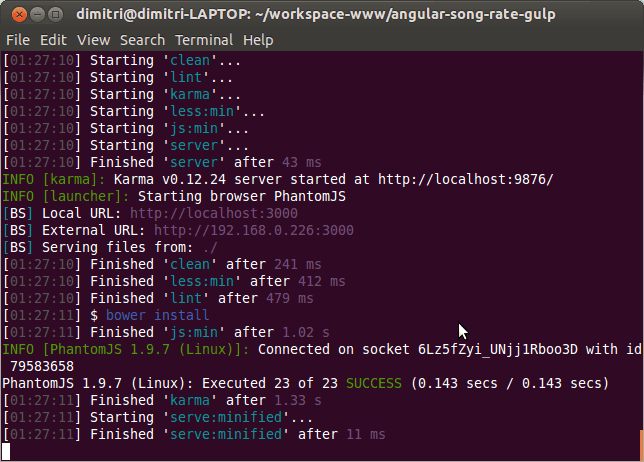 dimitri@dimitri-LAPTOP: ~/workspace-www/angular-song-rate-gulp
File Edit View Search Terminal Help
[01:27:10] Starting 'clean'...
[01:27:10] Starting 'lint'...
[01:27:10] Starting 'karma'...
[01:27:10] Starting 'less:min'...
[01:27:10] Starting 'js:min'...
[01:27:10] Starting 'server'...
[01:27:10] Finished 'server' after 43 ms
INFO [karma]: Karma v0.12.24 server started at http://localhost:9876/
INFO [launcher]: Starting browser PhantomJS
[BS] Local URL: http://localhost:3000
[BS] External URL: http://192.168.0.226:3000
[BS] Serving files from: ./
[01:27:10] Finished 'clean' after 241 ms
[01:27:10] Finished 'less:min' after 412 ms
[01:27:10] Finished 'lint' after 479 ms
[01:27:11] $ bower install
[01:27:11] Finished 'js:min' after 1.02 s
INFO [PhantomJS 1.9.7 (Linux)]: Connected on socket 6Lz5fZyi_UNjj1Rboo3D with id
79583658
PhantomJS 1.9.7 (Linux): Executed 23 of 23 SUCCESS (0.143 secs / 0.143 secs)
[01:27:11] Finished 'karma' after 1.33 s
[01:27:11] Starting 'serve:minified'...
[01:27:11] Finished 'serve:minified' after 11 ms